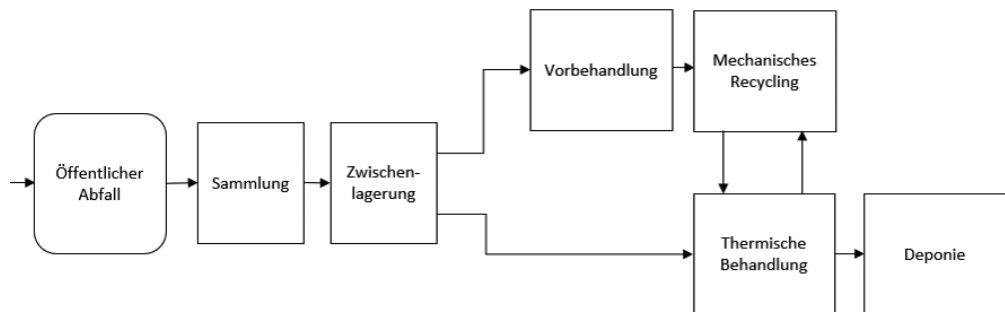 Öffentlicher
Abfall
Sammlung
Zwischen-
lagerung
Vorbehandlung
Mechanisches
Recycling
Thermische
Behandlung
Deponie